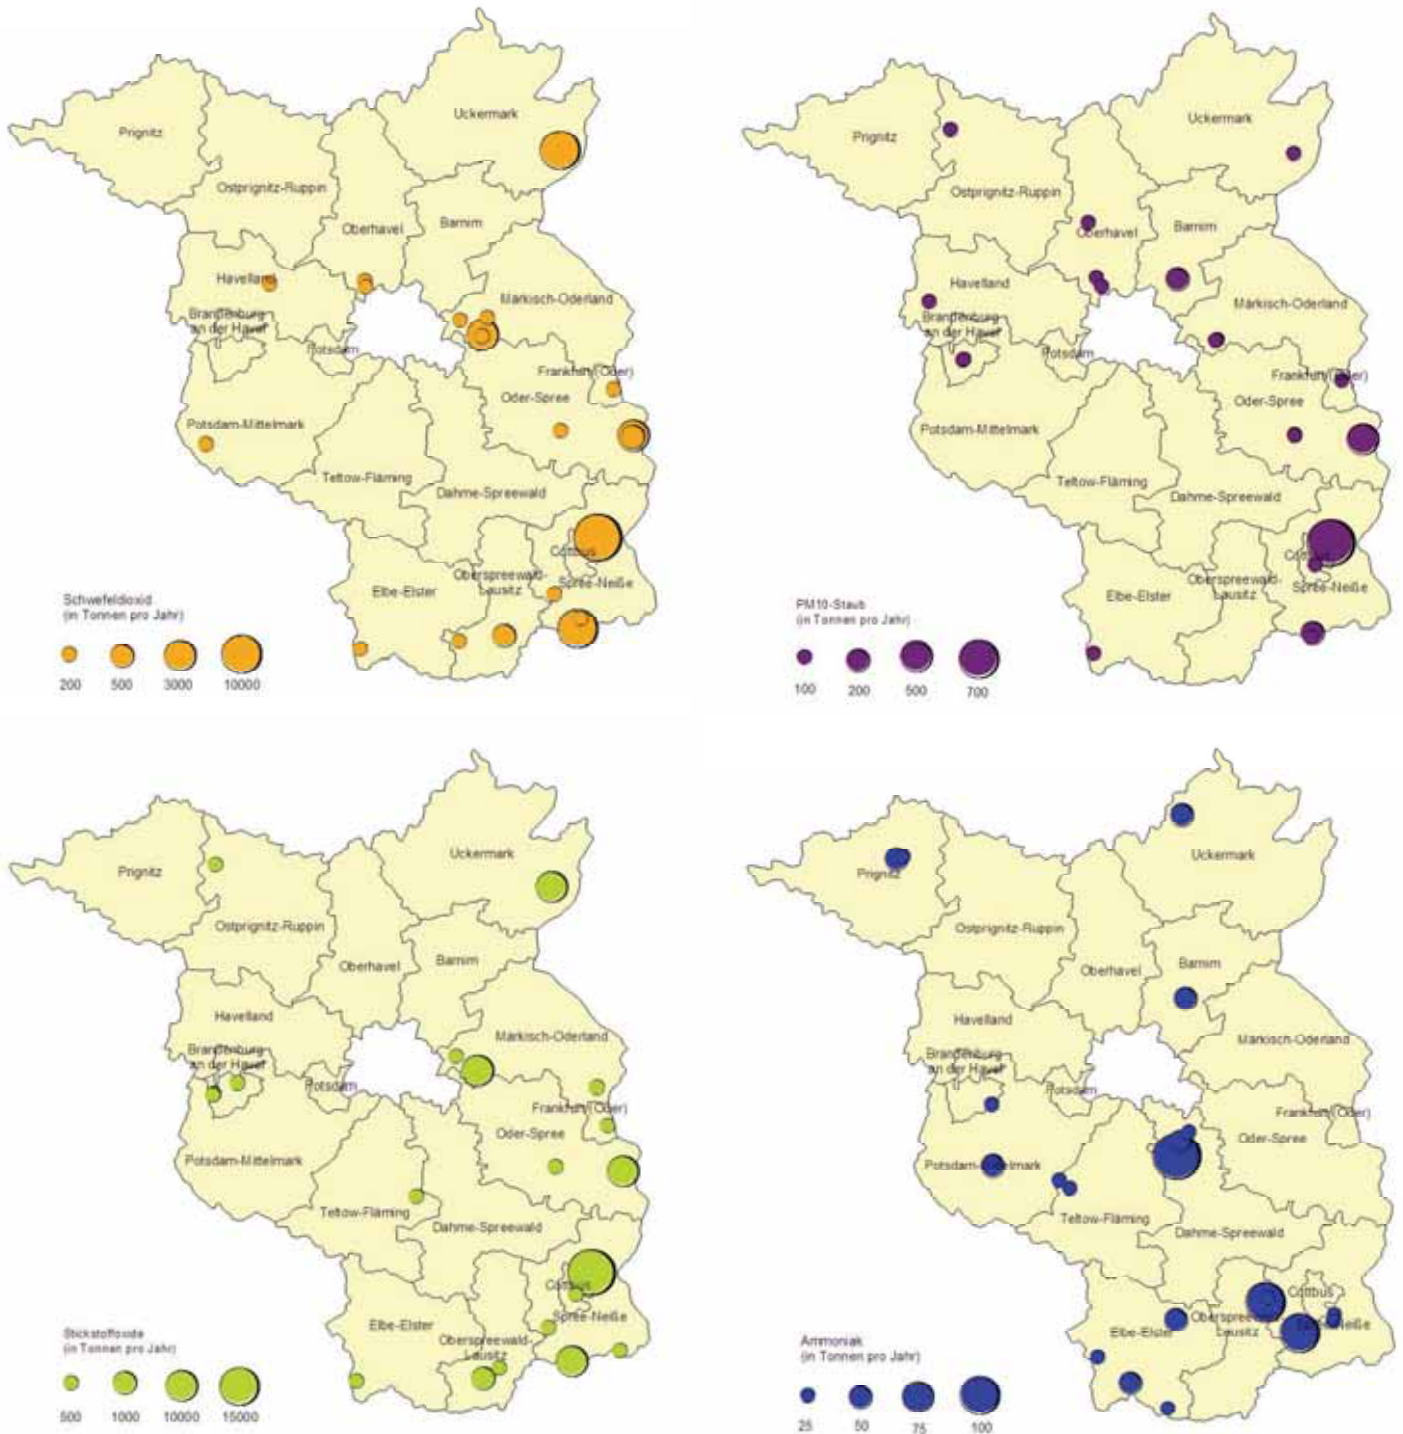 Uckermark
Prignitz
Ostprignitz-Ruppin
Oberhavel
Barnim
Havelland
Märkisch-Oderland
Brandenburg
an der Havel
Potsdam
Frankfurt (Oder)
Oder-Spree
Potsdam-Mittelmark
Teltow-Fläming
Dahme-Spreewald
Cottbus
Oberspreewald-
Lausitz
Spree-Neiße
Elbe-Elster
Schwefeldioxid
(in Tonnen pro Jahr)
200 500 3000 10000
Uckermark
Prignitz
Ostprignitz-Ruppin
Oberhavel
Barnim
Havelland
Märkisch-Oderland
Brandenburg
an der Havel
Potsdam
Frankfurt (Oder)
Oder-Spree
Potsdam-Mittelmark
Teltow-Fläming
Dahme-Spreewald
Cottbus
Oberspreewald-
Lausitz
Spree-Neiße
Elbe-Elster
PM10-Staub
(in Tonnen pro Jahr)
100 200 500 700
Uckermark
Prignitz
Ostprignitz-Ruppin
Oberhavel
Barnim
Havelland
Märkisch-Oderland
Brandenburg
an der Havel
Potsdam
Frankfurt (Oder)
Oder-Spree
Potsdam-Mittelmark
Teltow-Fläming
Dahme-Spreewald
Cottbus
Spree-Neiße
Elbe-Elster
Oberspreewald-
Lausitz
Stickstoffoxide
(in Tonnen pro Jahr)
500 1000 10000 15000
Uckermark
Prignitz
Ostprignitz-Ruppin
Oberhavel
Barnim
Havelland
Märkisch-Oderland
Brandenburg
an der Havel
Potsdam
Frankfurt (Oder)
Oder-Spree
Potsdam-Mittelmark
Teltow-Fläming
Dahme-Spreewald
Cottbus
Oberspreewald-
Lausitz
Spree-Neiße
Elbe-Elster
Ammoniak
(in Tonnen pro Jahr)
25 50 75 100